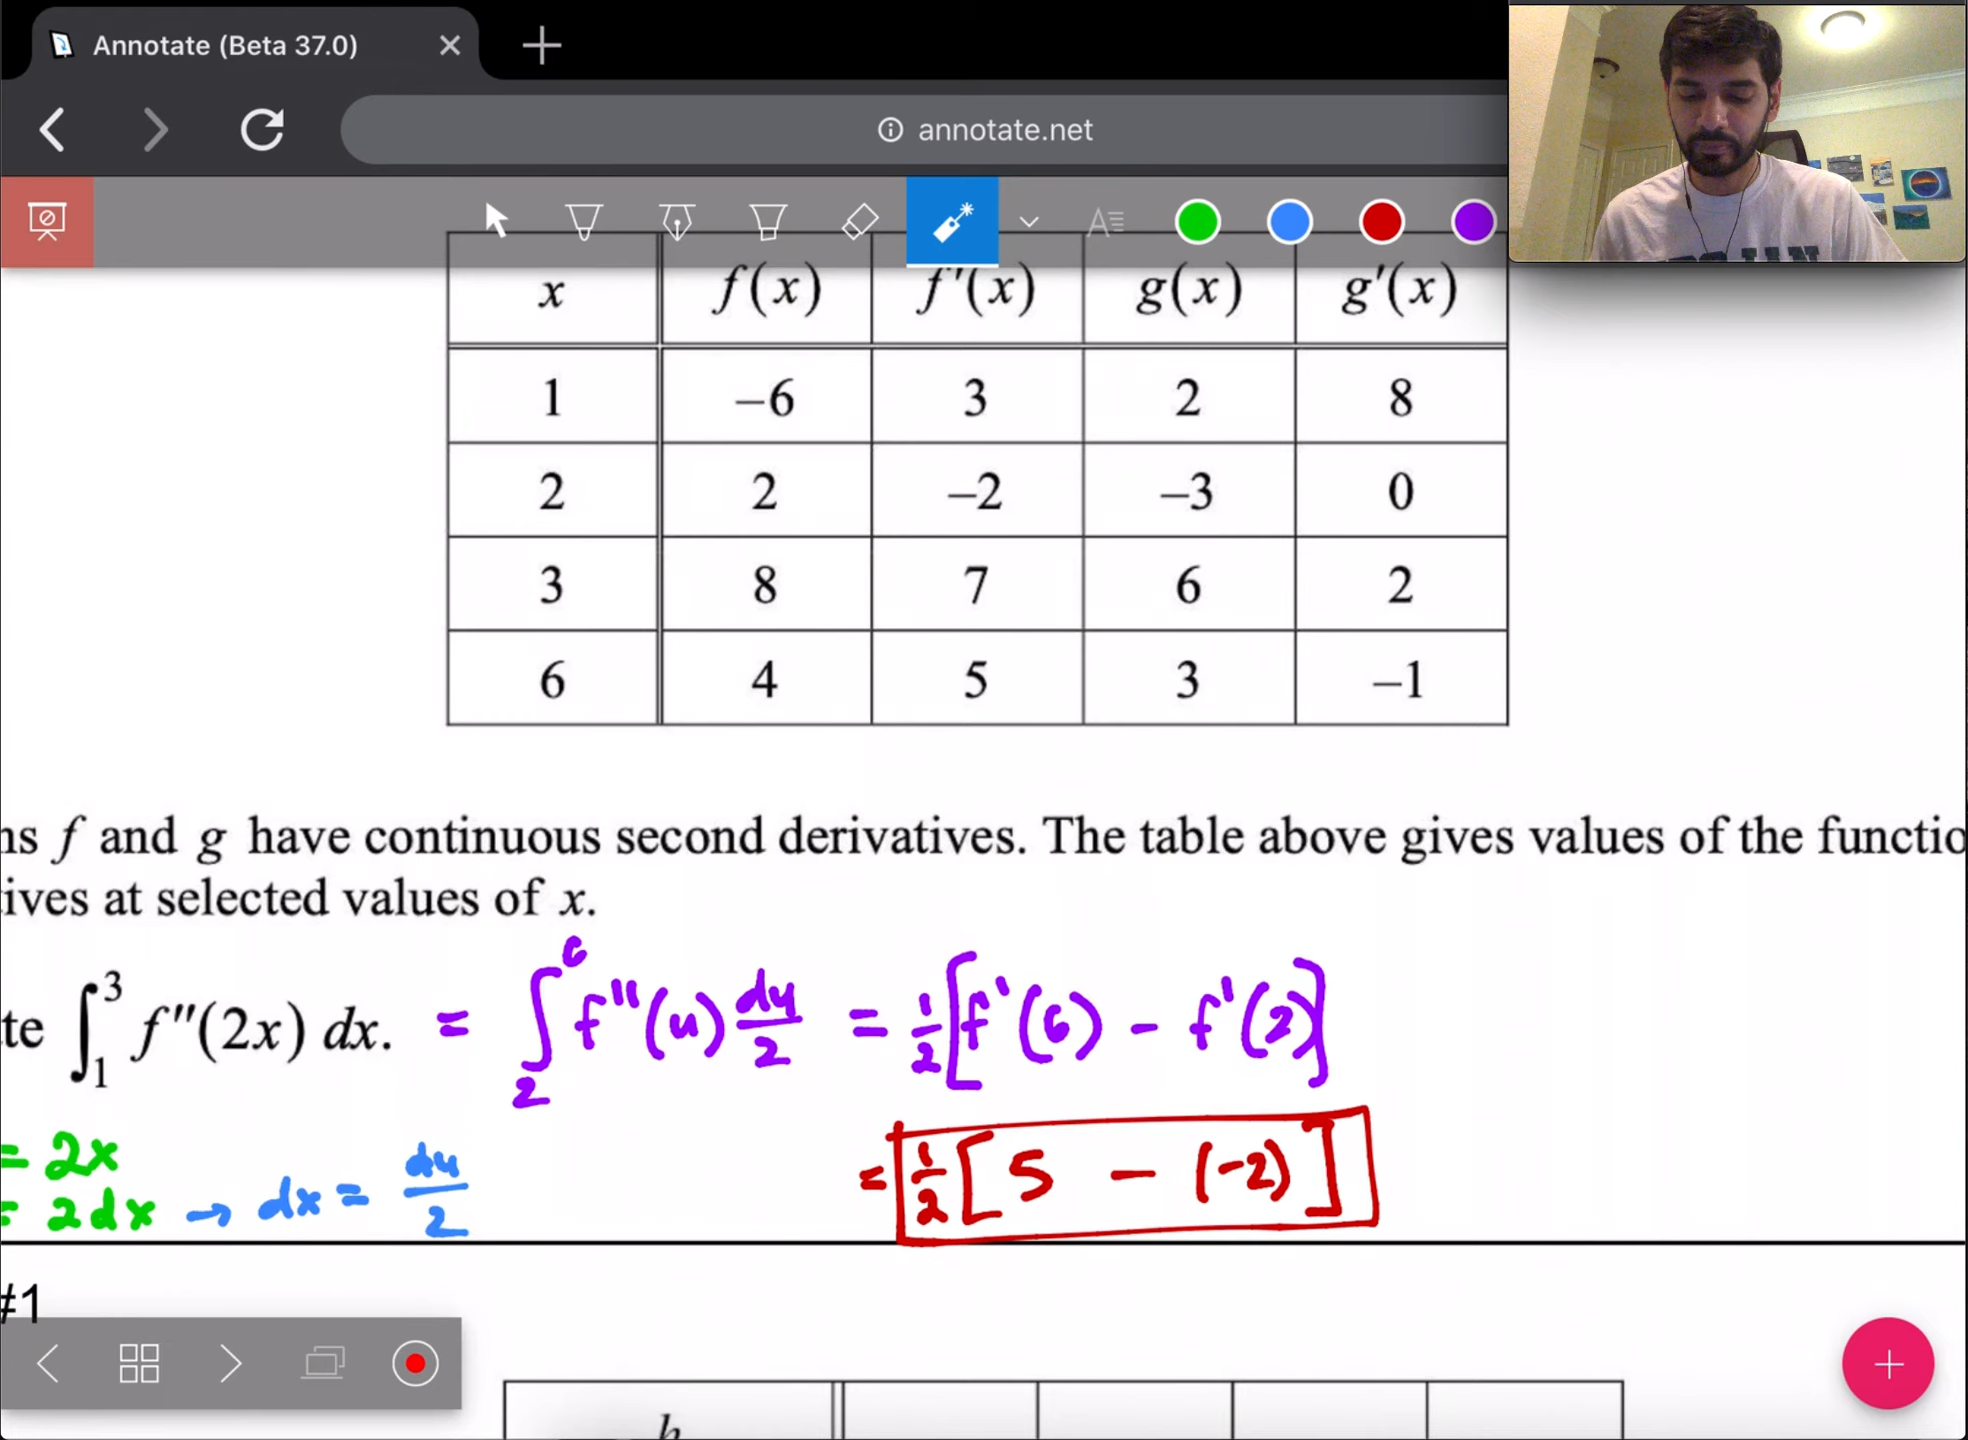 Annotate (Beta 37.0)
annotate.net
x f(x) f'(x) g(x) g'(x)
1 –6 3 2 8
2 2 –2 –3 0
3 8 7 6 2
6 4 5 3 –1
ns f and g have continuous second derivatives. The table above gives values of the functio
ives at selected values of x.
te ∫₁³ f''(2x) dx. = ∫₂⁶ f''(u) du/2 = 1/2 [f'(6) - f'(2)]
= 2x
= 2dx → dx = du/2
= 1/2 [5 - (-2)]
#1
h